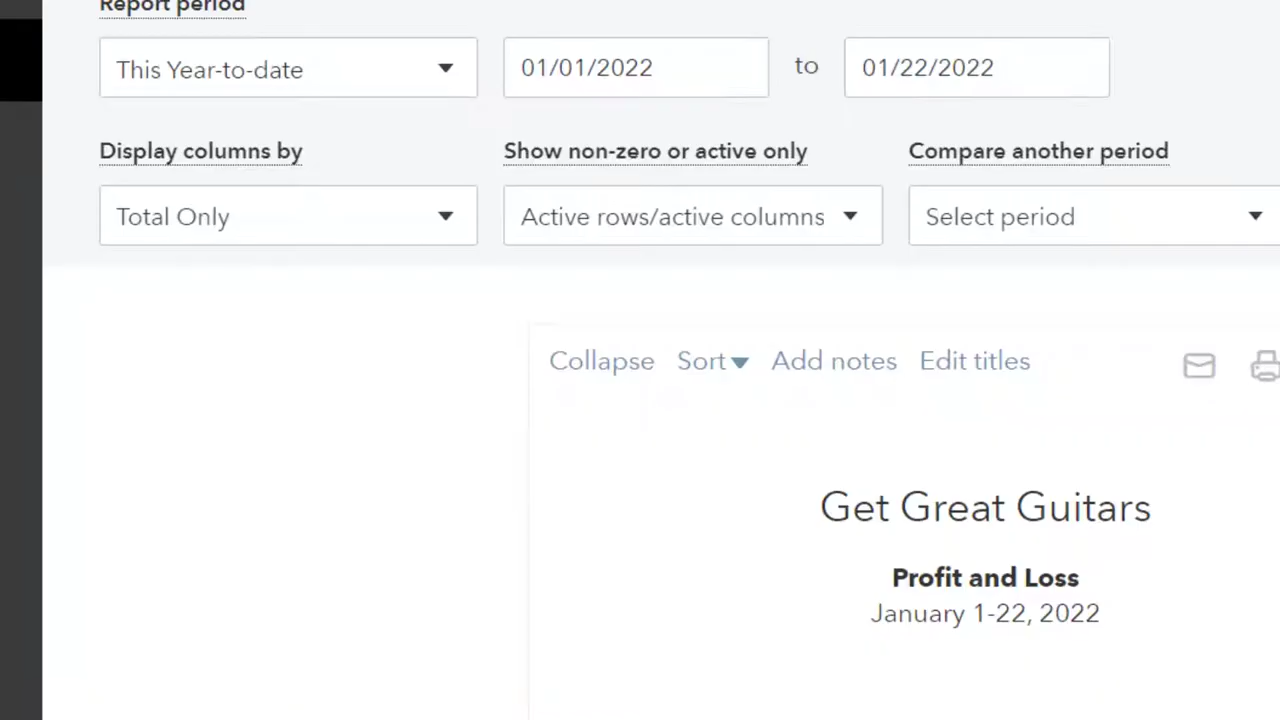 Report period
This Year-to-date 01/01/2022 to 01/22/2022
Display columns by Show non-zero or active only Compare another period
Total Only Active rows/active columns Select period
Collapse Sort Add notes Edit titles
Get Great Guitars
Profit and Loss
January 1-22, 2022